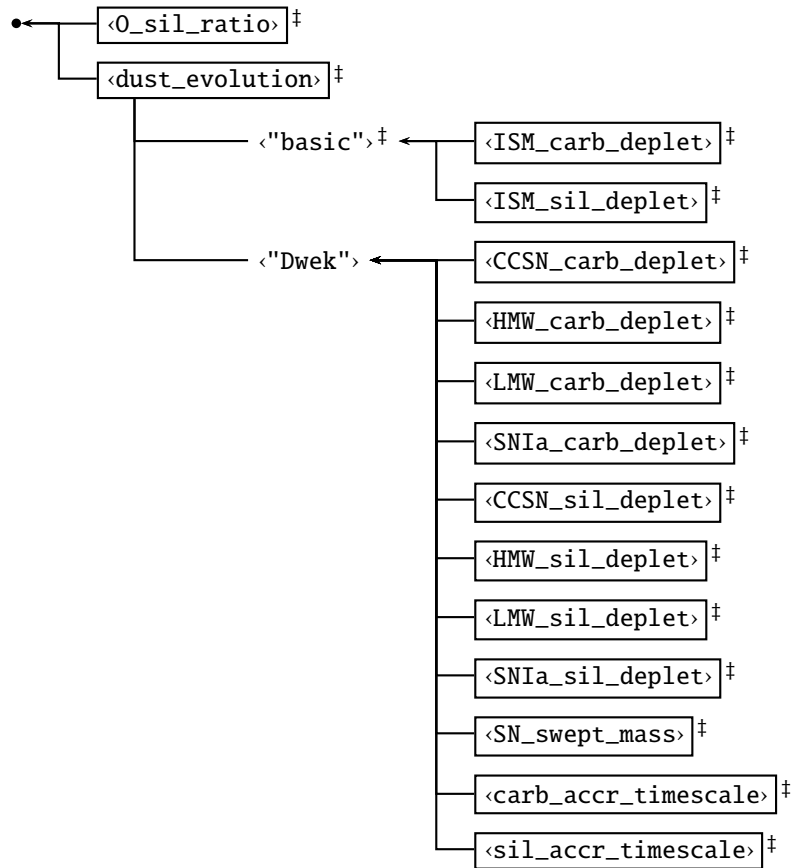 ‹O_sil_ratio›‡
‹dust_evolution›‡
‹"basic"›‡ ‹ISM_carb_deplet›‡
‹ISM_sil_deplet›‡
‹"Dwek"› ‹CCSN_carb_deplet›‡
‹HMW_carb_deplet›‡
‹LMW_carb_deplet›‡
‹SNIa_carb_deplet›‡
‹CCSN_sil_deplet›‡
‹HMW_sil_deplet›‡
‹LMW_sil_deplet›‡
‹SNIa_sil_deplet›‡
‹SN_swept_mass›‡
‹carb_accr_timescale›‡
‹sil_accr_timescale›‡